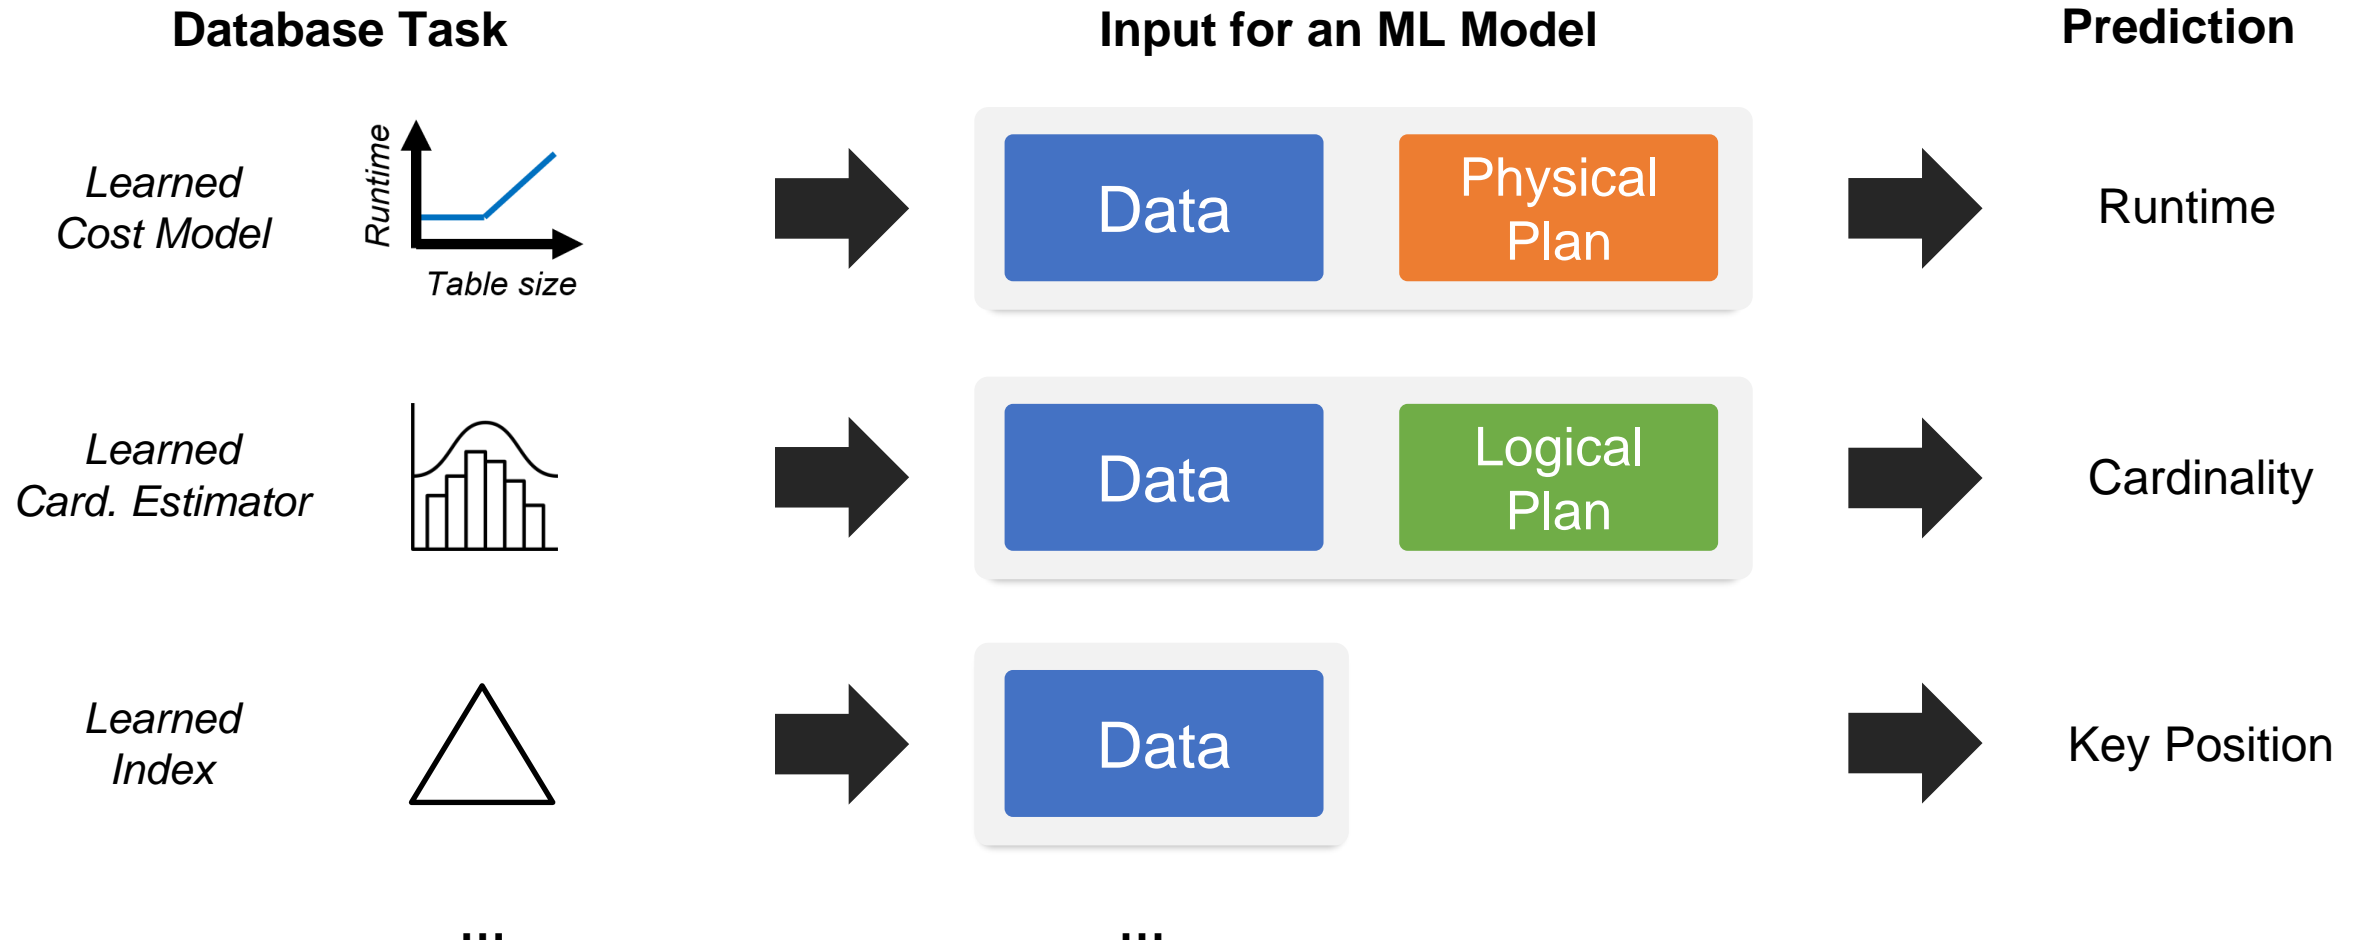 Database Task
Input for an ML Model
Prediction
Learned
Cost Model
Runtime
Table size
Data
Physical
Plan
Runtime
Learned
Card. Estimator
Data
Logical
Plan
Cardinality
Learned
Index
Data
Key Position
...
...